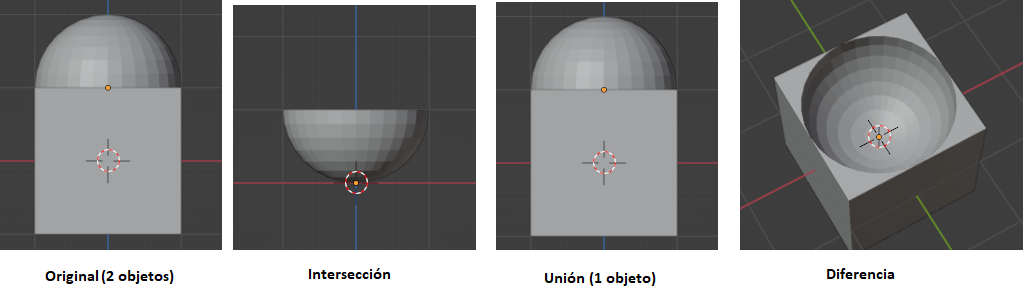 Original (2 objetos)
Intersección
Unión (1 objeto)
Diferencia